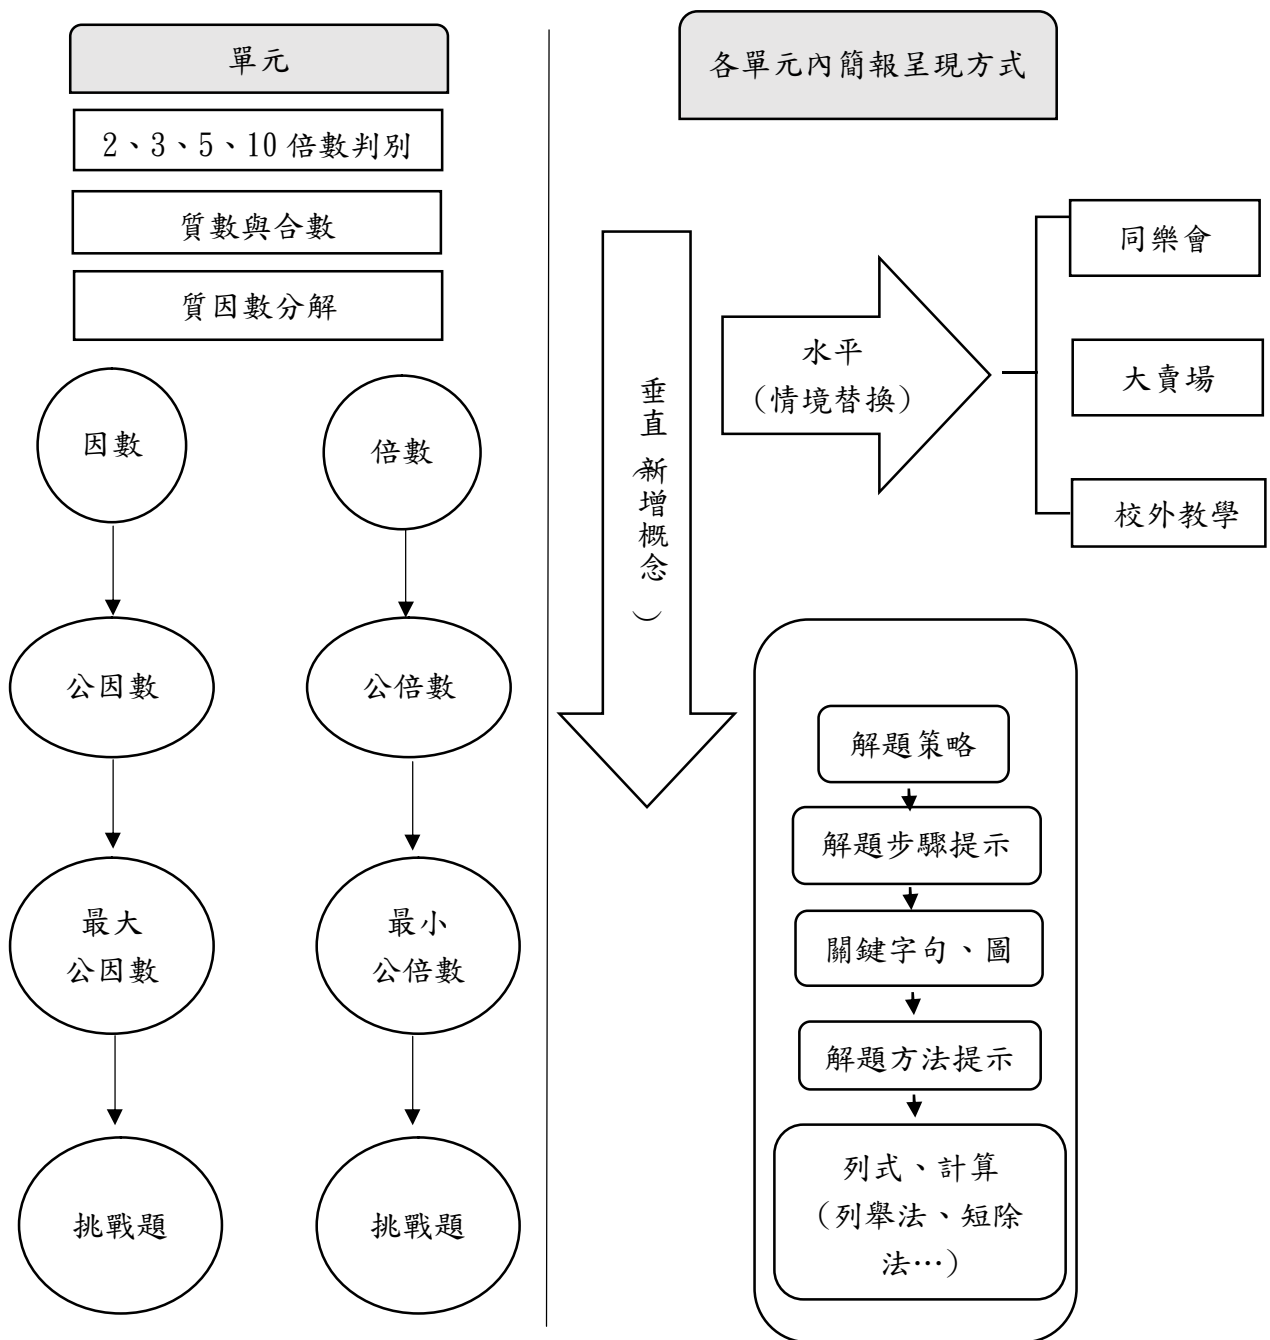 單元
2、3、5、10 倍數判別
質數與合數
質因數分解
因數
倍數
公因數
公倍數
最大
公因數
最小
公倍數
挑戰題
挑戰題
各單元內簡報呈現方式
垂直（新增概念）
水平
（情境替換）
同樂會
大賣場
校外教學
解題策略
解題步驟提示
關鍵字句、圖
解題方法提示
列式、計算
（列舉法、短除
法…）